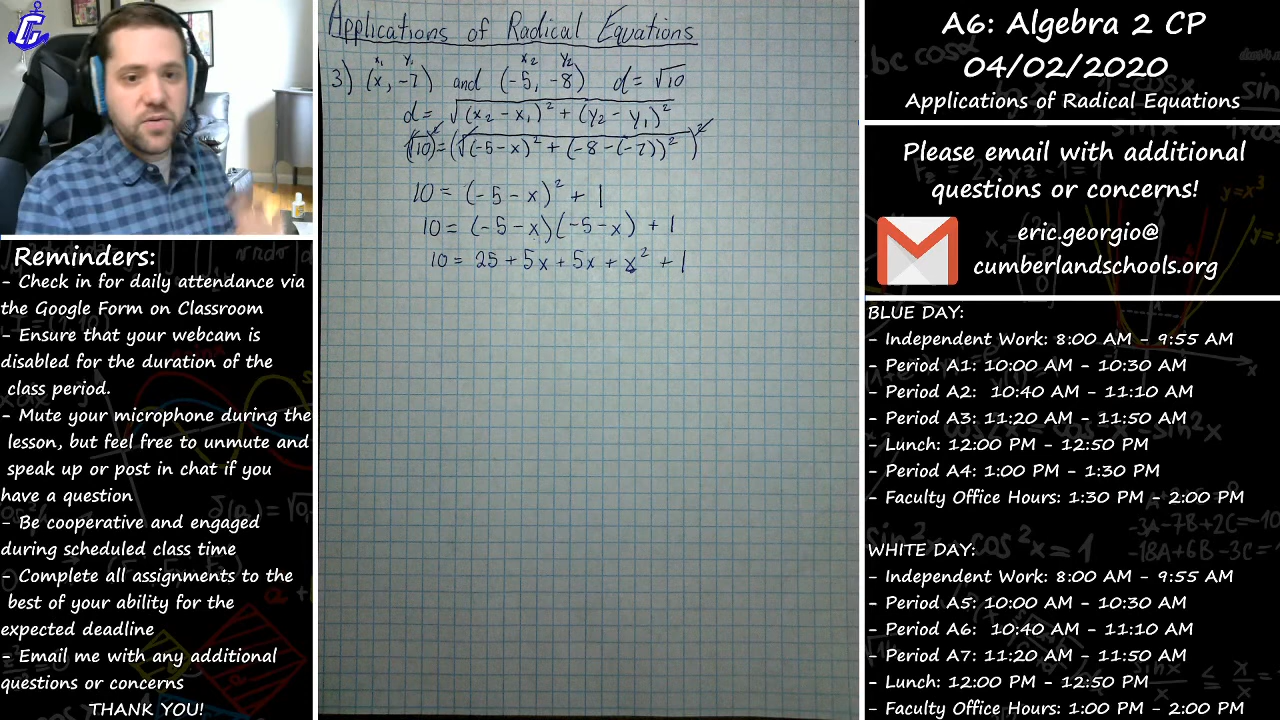 Applications of Radical Equations
x₁ y₁ x₂ y₂
3) (x, -7) and (-5, -8) d = √10
d = √(x₂ - x₁)² + (y₂ - y₁)²
(√10)² = (√(-5-x)² + (-8-(-7))²)²
10 = (-5-x)² + 1
10 = (-5-x)(-5-x) + 1
10 = 25 + 5x + 5x + x² + 1
Reminders:
- Check in for daily attendance via
the Google Form on Classroom
- Ensure that your webcam is
disabled for the duration of the
class period.
- Mute your microphone during the
lesson, but feel free to unmute and
speak up or post in chat if you
have a question
- Be cooperative and engaged
during scheduled class time
- Complete all assignments to the
best of your ability for the
expected deadline
- Email me with any additional
questions or concerns
THANK YOU!
A6: Algebra 2 CP
04/02/2020
Applications of Radical Equations
Please email with additional
questions or concerns!
eric.georgio@
cumberlandschools.org
BLUE DAY:
- Independent Work: 8:00 AM - 9:55 AM
- Period A1: 10:00 AM - 10:30 AM
- Period A2: 10:40 AM - 11:10 AM
- Period A3: 11:20 AM - 11:50 AM
- Lunch: 12:00 PM - 12:50 PM
- Period A4: 1:00 PM - 1:30 PM
- Faculty Office Hours: 1:30 PM - 2:00 PM
WHITE DAY:
- Independent Work: 8:00 AM - 9:55 AM
- Period A5: 10:00 AM - 10:30 AM
- Period A6: 10:40 AM - 11:10 AM
- Period A7: 11:20 AM - 11:50 AM
- Lunch: 12:00 PM - 12:50 PM
- Faculty Office Hours: 1:00 PM - 2:00 PM